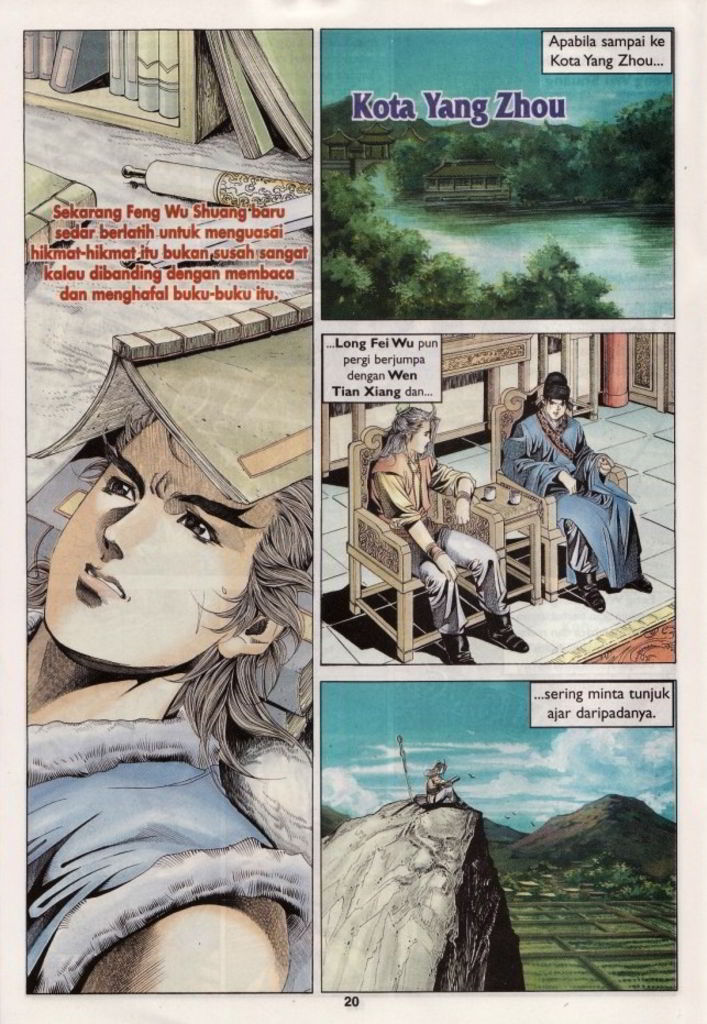 Sekarang Feng Wu Shuang baru
sedar berlatih untuk menguasai
hikmat-hikmat itu bukan susah sangat
kalau dibanding dengan membaca
dan menghafal buku-buku itu.
Apabila sampai ke
Kota Yang Zhou...
Kota Yang Zhou
...Long Fei Wu pun
pergi berjumpa
dengan Wen
Tian Xiang dan...
...sering minta tunjuk
ajar daripadanya.
20